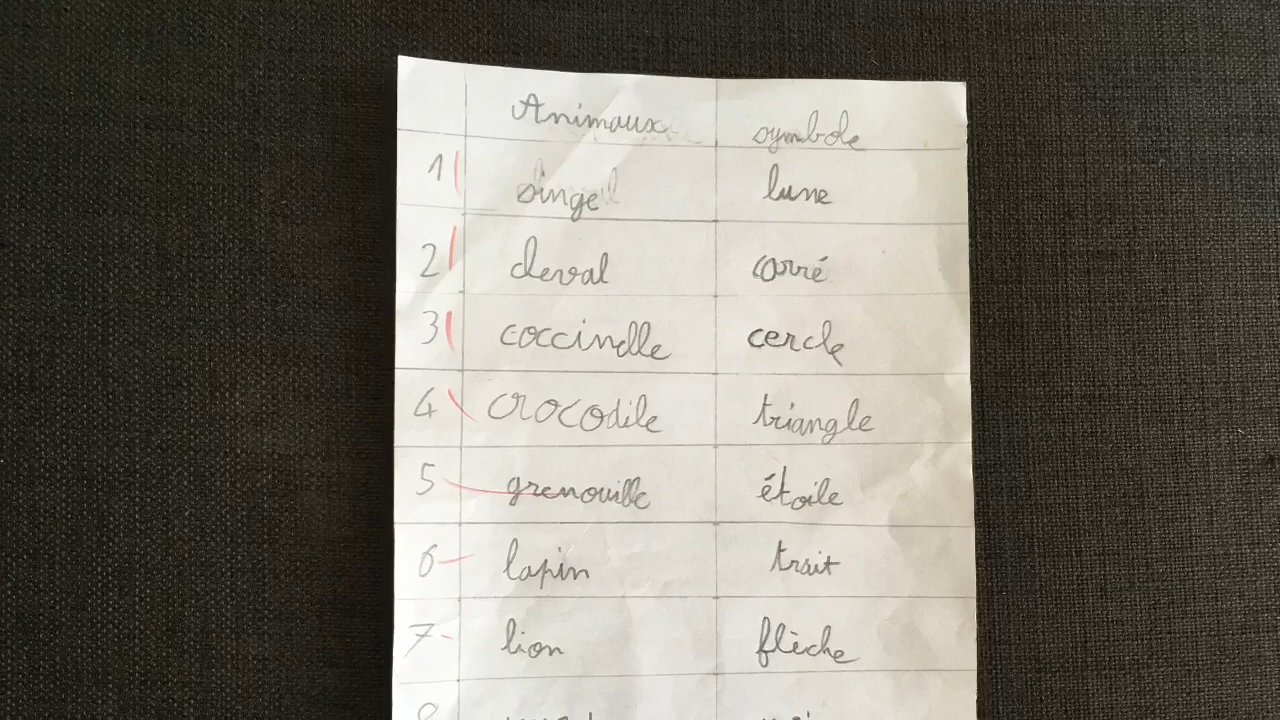 Animaux symbole
1 singe lune
2 cheval carré
3 coccinelle cercle
4 crocodile triangle
5 grenouille étoile
6 lapin trait
7 lion flèche
8